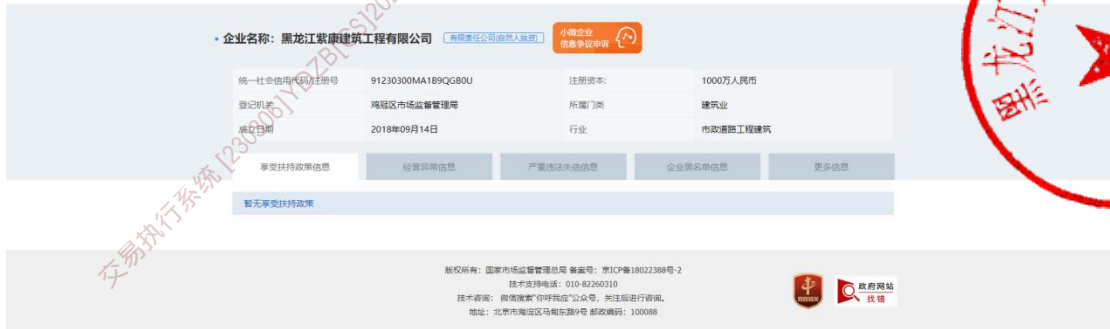 • 企业名称：黑龙江紫康建筑工程有限公司 有限责任公司(自然人独资) 小微企业
信息争议申诉
统一社会信用代码/注册号 91230300MA1B9QGB0U 注册资本: 1000万人民币
登记机关 鸡冠区市场监督管理局 所属门类 建筑业
成立日期 2018年09月14日 行业 市政道路工程建筑
享受扶持政策信息 经营异常信息 严重违法失信信息 企业黑名单信息 更多信息
暂无享受扶持政策
版权所有：国家市场监督管理总局 备案号：京ICP备18022388号-2
技术支持电话：010-82260310
技术咨询： 微信搜索“你呼我应”公众号，关注后进行咨询。
地址：北京市海淀区马甸东路9号 邮政编码：100088
政府网站
找错
交易执行系统 [230306]YDZB[CS]20
黑龙江